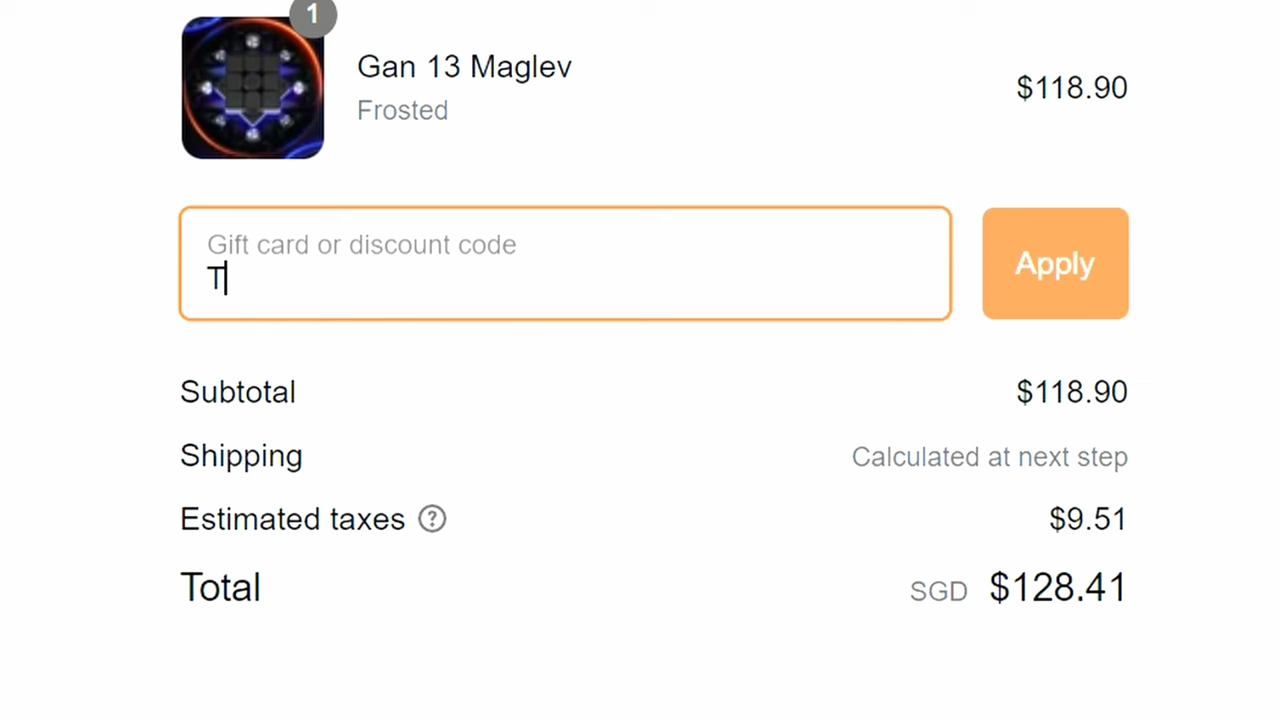 1
Gan 13 Maglev
Frosted
$118.90
Gift card or discount code
T
Apply
Subtotal $118.90
Shipping Calculated at next step
Estimated taxes ? $9.51
Total SGD $128.41